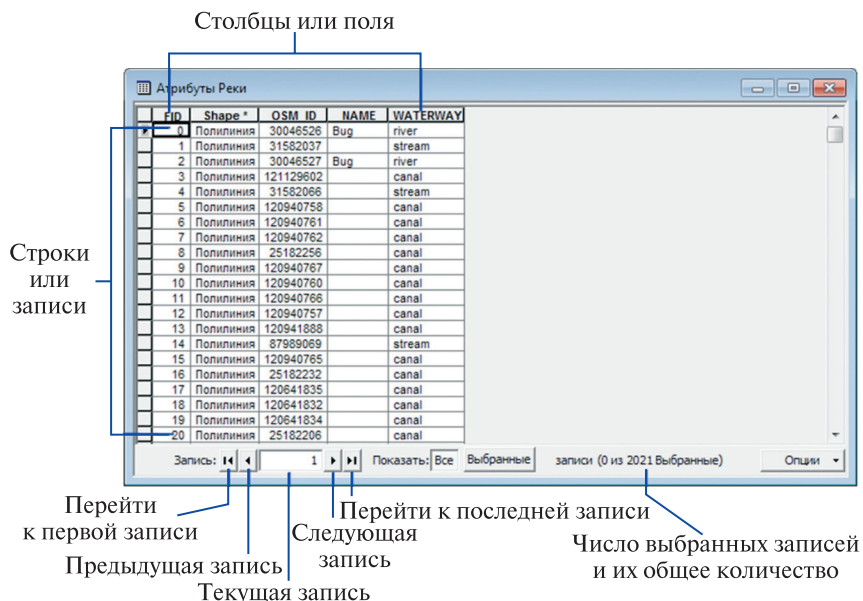 Столбцы или поля
Атрибуты Реки
FID Shape * OSM_ID NAME WATERWAY
0 Полилиния 30046526 Bug river
1 Полилиния 31582037 stream
2 Полилиния 30046527 Bug river
3 Полилиния 121129602 canal
4 Полилиния 31582066 stream
5 Полилиния 120940758 canal
6 Полилиния 120940761 canal
7 Полилиния 120940762 canal
8 Полилиния 25182256 canal
9 Полилиния 120940767 canal
10 Полилиния 120940760 canal
11 Полилиния 120940766 canal
12 Полилиния 120940757 canal
13 Полилиния 120941888 canal
14 Полилиния 87989069 stream
15 Полилиния 120940765 canal
16 Полилиния 25182232 canal
17 Полилиния 120641835 canal
18 Полилиния 120641832 canal
19 Полилиния 120641834 canal
20 Полилиния 25182206 canal
Строки
или
записи
Запись: 1 Показать: Все Выбранные записи (0 из 2021 Выбранные) Опции
Перейти
к первой записи
Предыдущая запись
Текущая запись
Следующая
запись
Перейти к последней записи
Число выбранных записей
и их общее количество